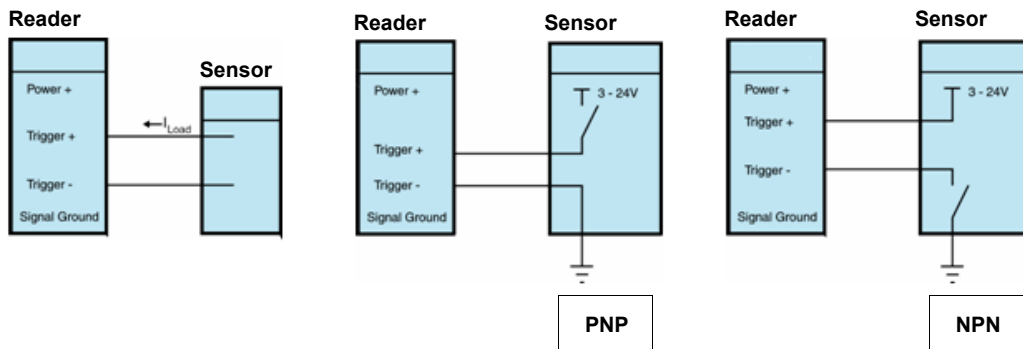 Reader
Sensor
Power +
I Load
Trigger +
Trigger -
Signal Ground
Reader
Sensor
Power +
3 - 24V
Trigger +
Trigger -
Signal Ground
PNP
Reader
Sensor
Power +
3 - 24V
Trigger +
Trigger -
Signal Ground
NPN